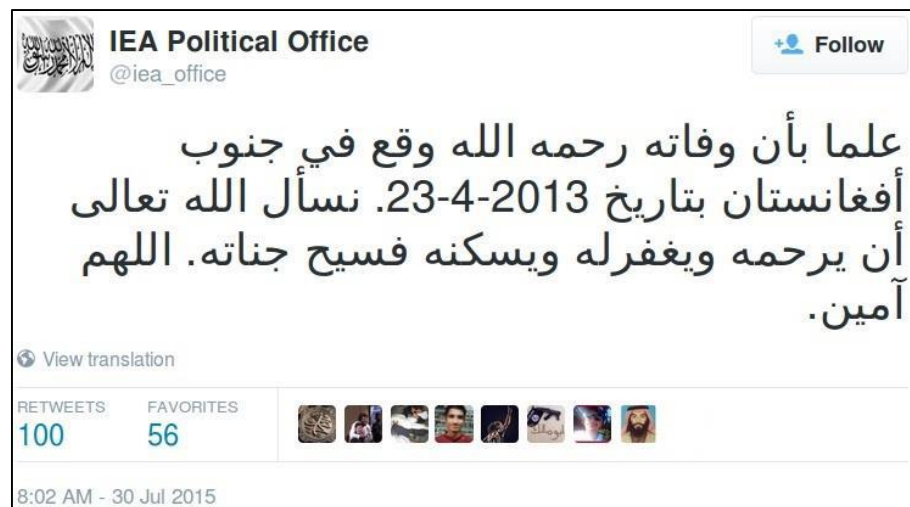 IEA Political Office
@iea_office
Follow
علما بأن وفاته رحمه الله وقع في جنوب
أفغانستان بتاريخ 2013-4-23. نسأل الله تعالى
أن يرحمه ويغفرله ويسكنه فسيح جناته. اللهم
آمين.
View translation
RETWEETS FAVORITES
100 56
8:02 AM - 30 Jul 2015